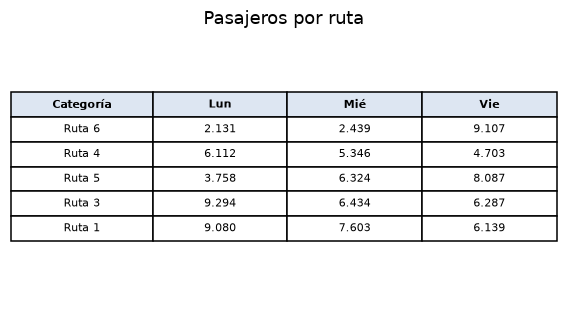 Pasajeros por ruta
Categoría Lun Mié Vie
Ruta 6 2.131 2.439 9.107
Ruta 4 6.112 5.346 4.703
Ruta 5 3.758 6.324 8.087
Ruta 3 9.294 6.434 6.287
Ruta 1 9.080 7.603 6.139